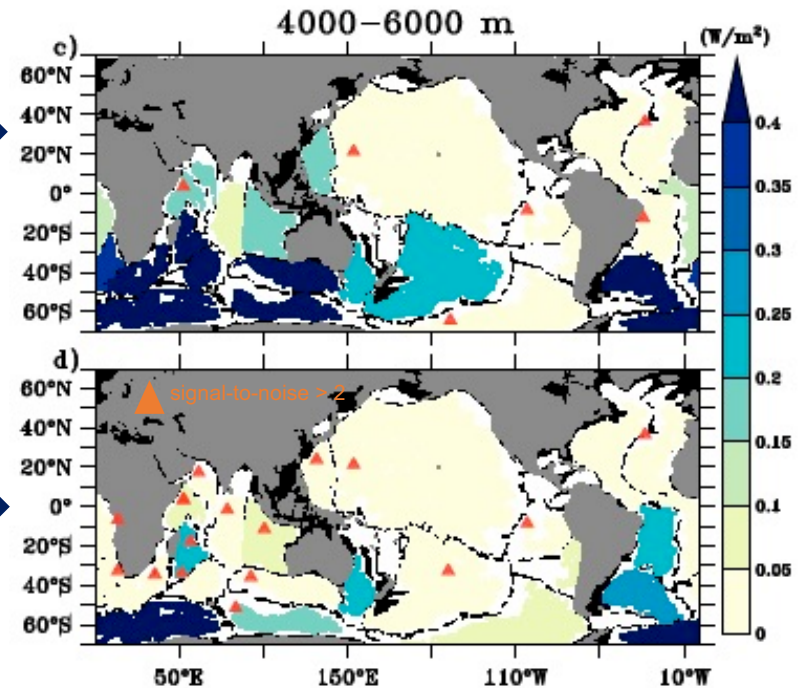 4000-6000 m
(W/m²)
c)
60°N
40°N
20°N
0°
20°S
40°S
60°S
d)
signal-to-noise > 2
60°N
40°N
20°N
0°
20°S
40°S
60°S
50°E 150°E 110°W 10°W
0.4
0.35
0.3
0.25
0.2
0.15
0.1
0.05
0